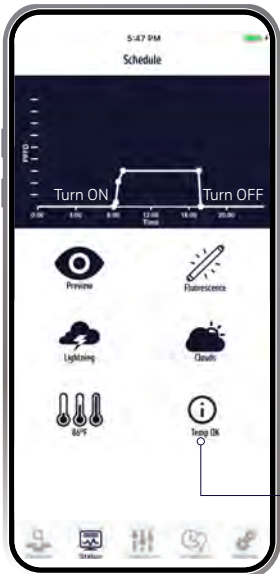 5:47 PM
Schedule
PPFD
Turn ON Turn OFF
0:00 4:00 8:00 12:00 16:00 20:00
Time
Preview Fluorescence
Lightning Clouds
86°F Temp OK
Status